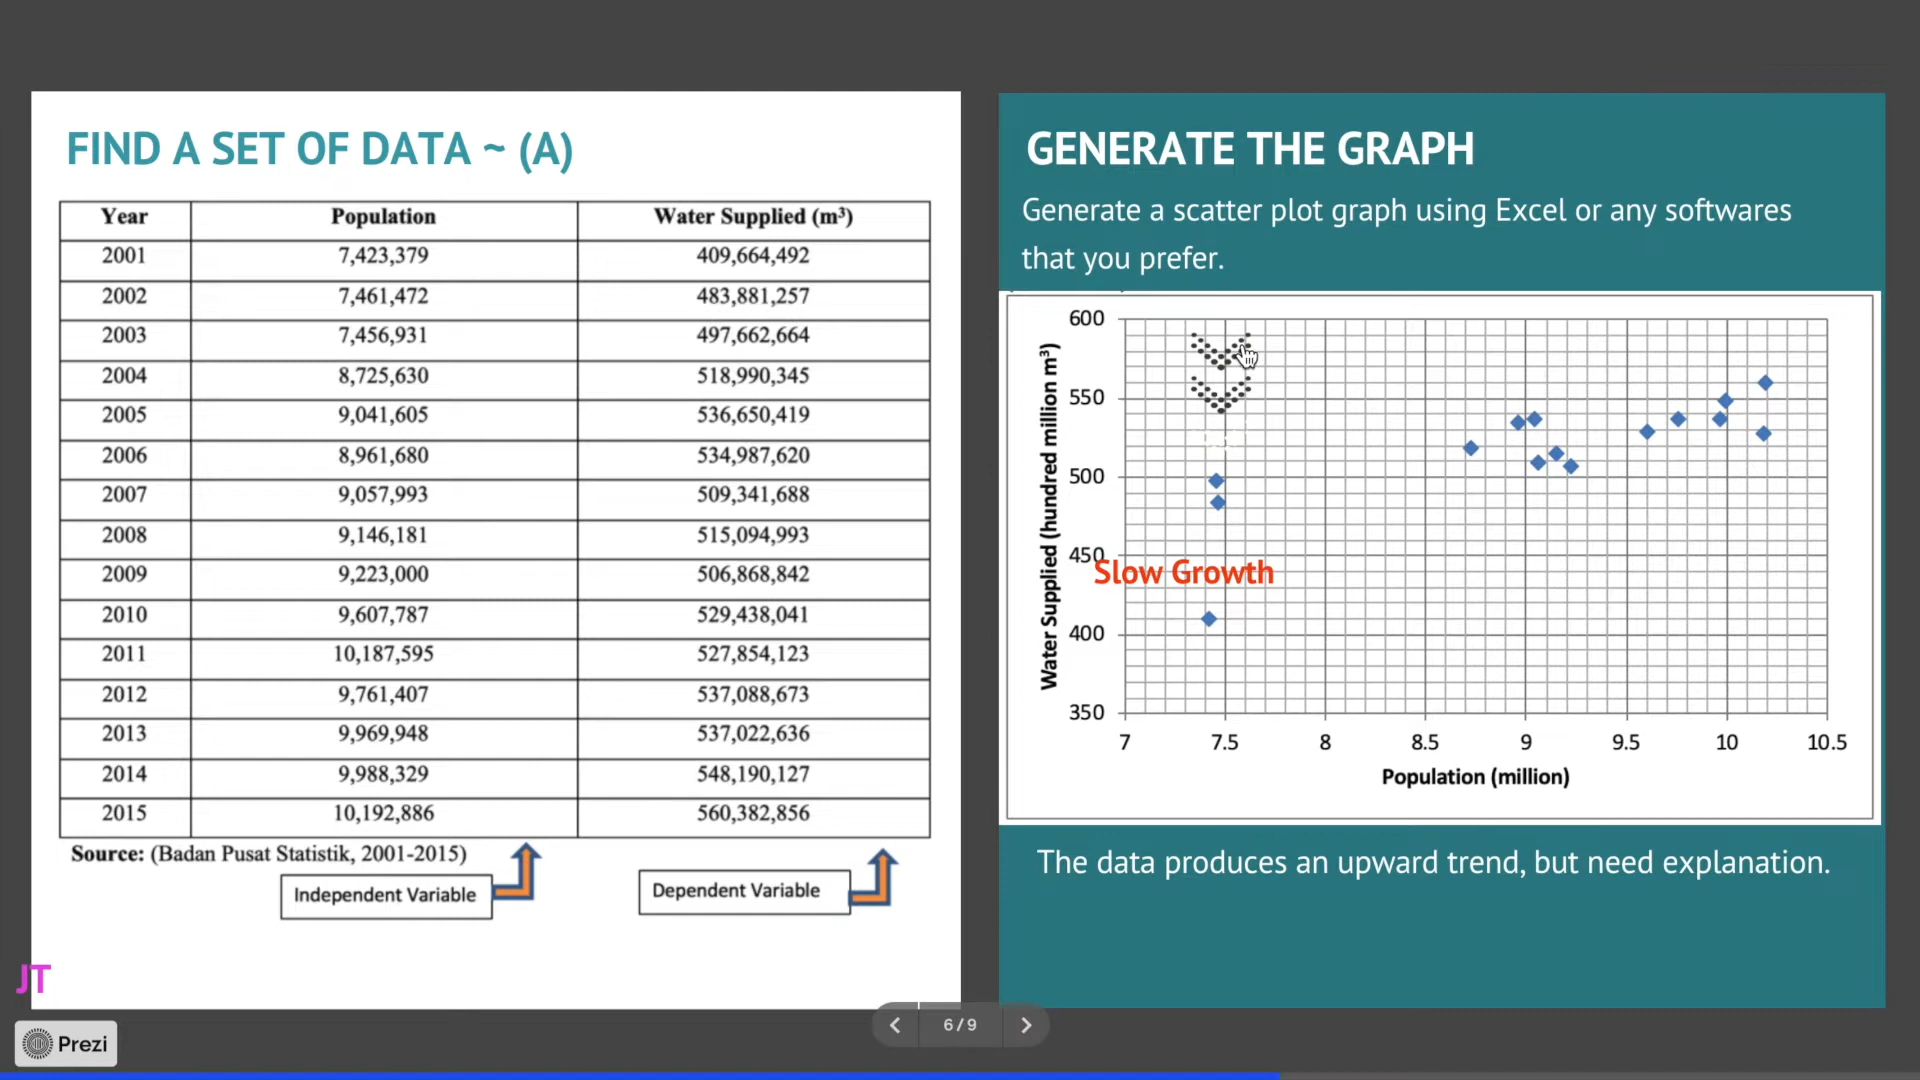 FIND A SET OF DATA ~ (A)
Year Population Water Supplied (m³)
2001 7,423,379 409,664,492
2002 7,461,472 483,881,257
2003 7,456,931 497,662,664
2004 8,725,630 518,990,345
2005 9,041,605 536,650,419
2006 8,961,680 534,987,620
2007 9,057,993 509,341,688
2008 9,146,181 515,094,993
2009 9,223,000 506,868,842
2010 9,607,787 529,438,041
2011 10,187,595 527,854,123
2012 9,761,407 537,088,673
2013 9,969,948 537,022,636
2014 9,988,329 548,190,127
2015 10,192,886 560,382,856
Source: (Badan Pusat Statistik, 2001-2015)
Independent Variable
Dependent Variable
GENERATE THE GRAPH
Generate a scatter plot graph using Excel or any softwares
that you prefer.
Water Supplied (hundred million m³)
600
550
500
450
400
350
Slow Growth
7 7.5 8 8.5 9 9.5 10 10.5
Population (million)
The data produces an upward trend, but need explanation.
JT
Prezi
6/9